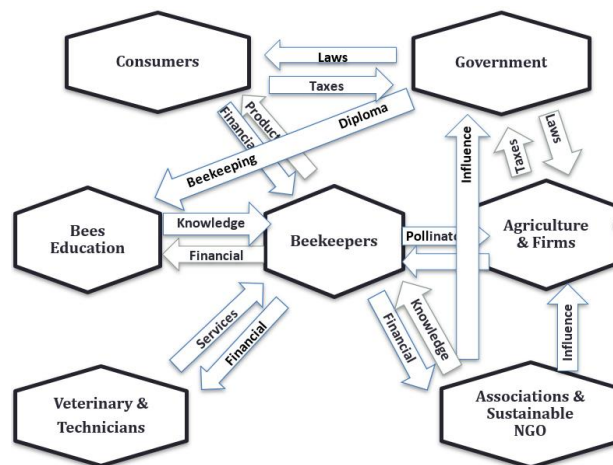 Consumers
Laws
Government
Taxes
Financial
Product
Beekeeping Diploma
Influence
Taxes
Laws
Bees
Education
Knowledge
Financial
Beekeepers
Pollinat
Agriculture
& Firms
Services
Financial
Financial
Knowledge
Influence
Veterinary &
Technicians
Associations &
Sustainable
NGO